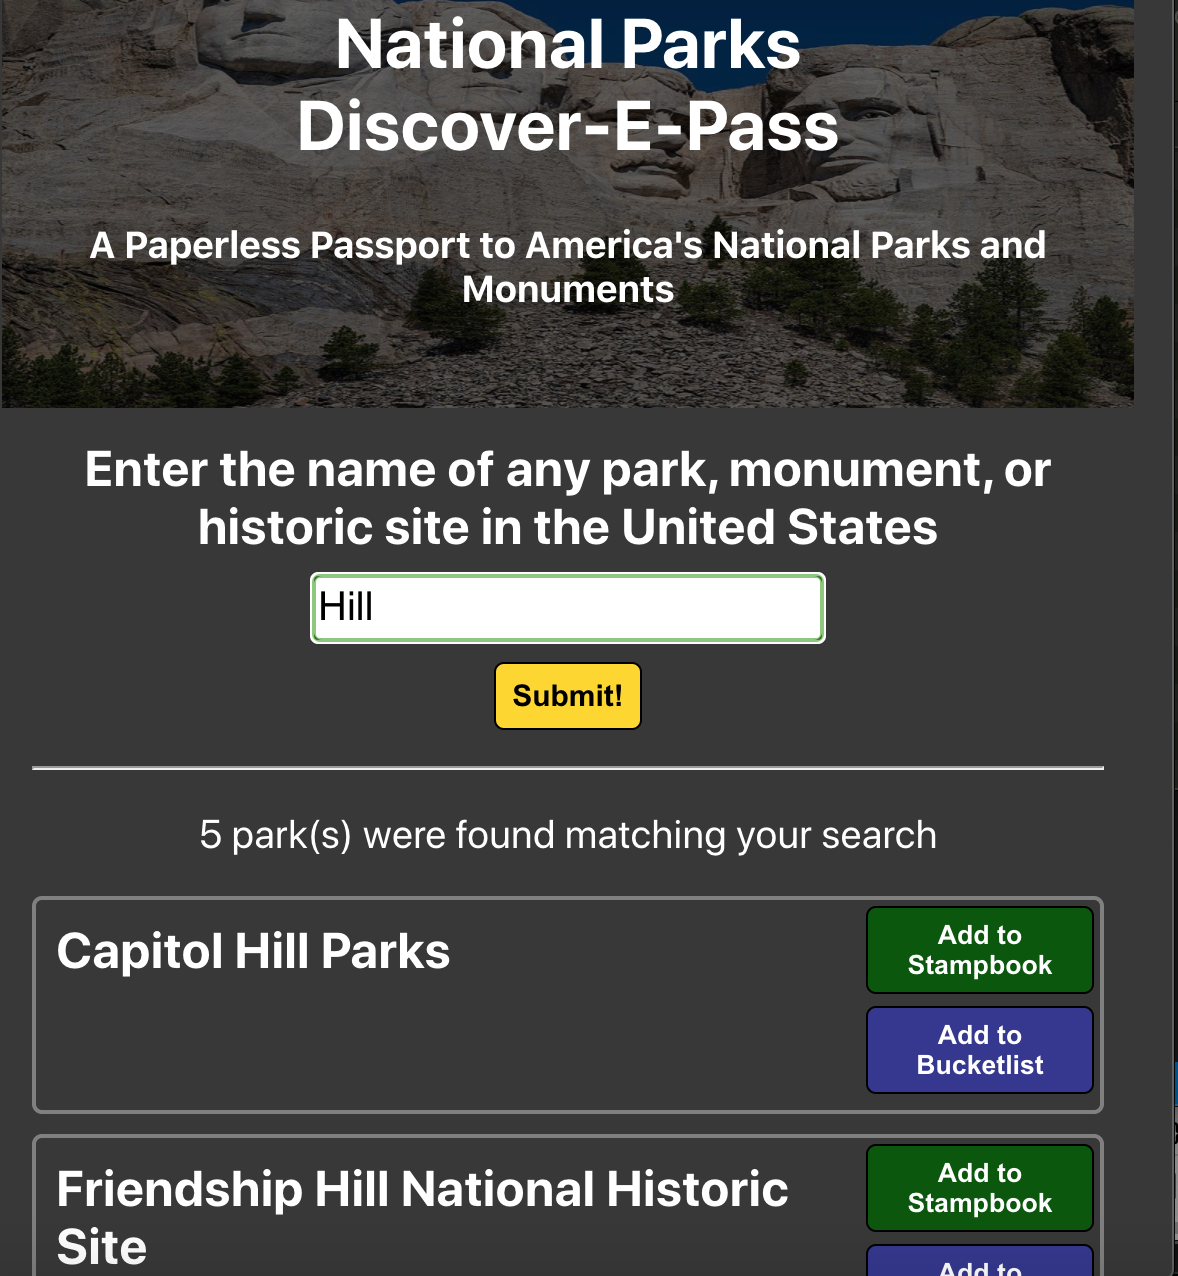 National Parks
Discover-E-Pass
A Paperless Passport to America's National Parks and
Monuments
Enter the name of any park, monument, or
historic site in the United States
Hill
Submit!
5 park(s) were found matching your search
Capitol Hill Parks
Add to
Stampbook
Add to
Bucketlist
Friendship Hill National Historic
Site
Add to
Stampbook
Add to